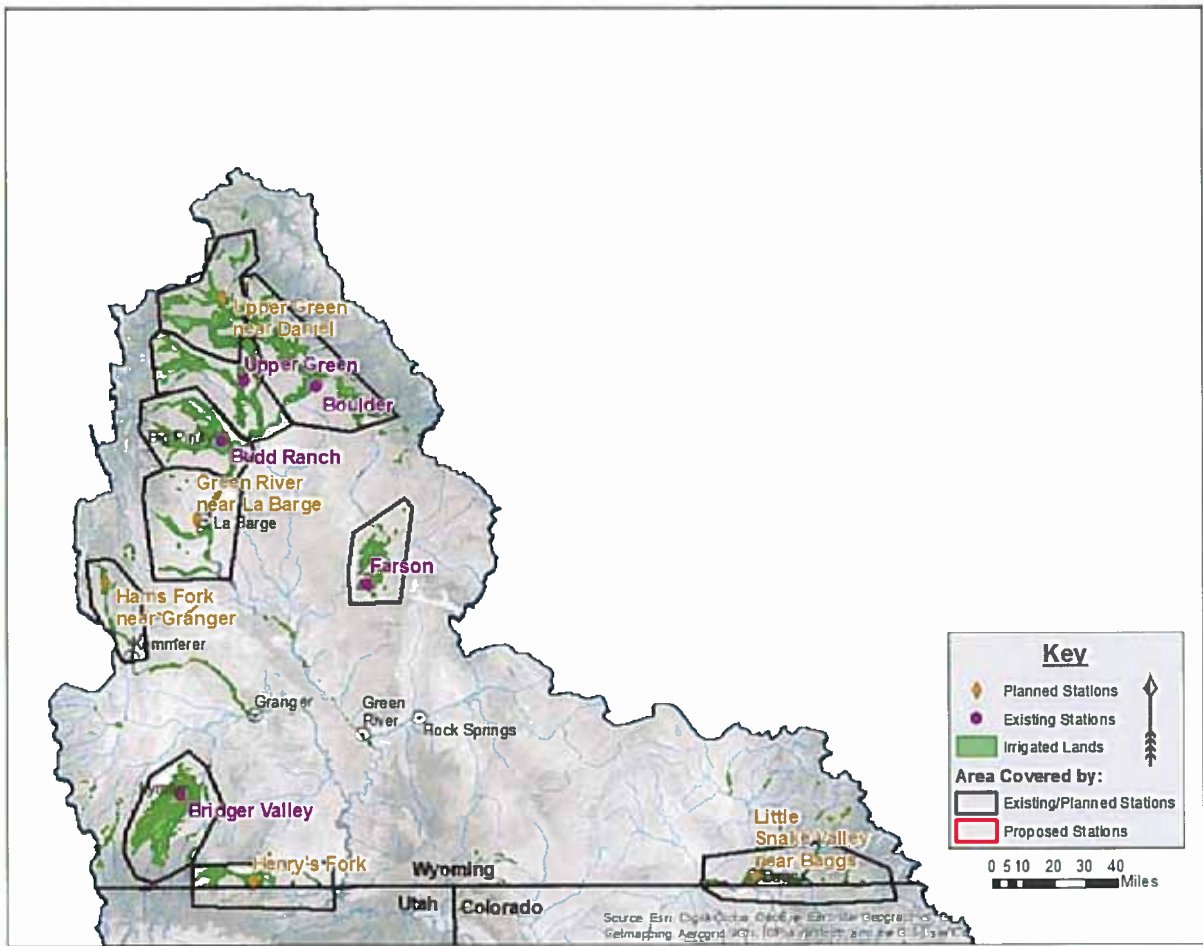 Upper Green
near Daniel
Upper Green
Boulder
Budd Ranch
Green River
near La Barge
La Barge
Farson
Hams Fork
near Granger
Kemmerer
Granger
Green
River
Rock Springs
Bridger Valley
Henry's Fork
Little
Snake Valley
near Baggs
Wyoming
Utah
Colorado
Key
Planned Stations
Existing Stations
Irrigated Lands
Area Covered by:
Existing/Planned Stations
Proposed Stations
0 5 10 20 30 40
Miles
Source Esri